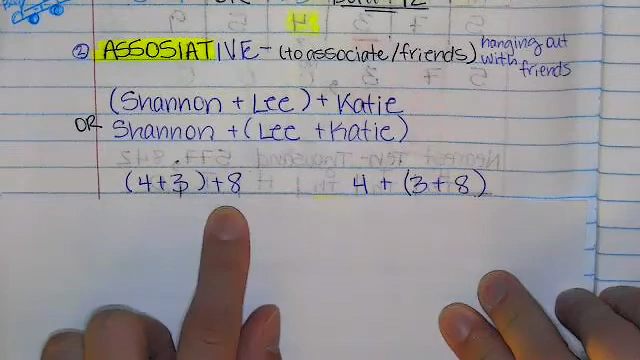 ② ASSOSIATIVE - (to associate/friends) hanging out with friends
(Shannon + Lee) + Katie
OR Shannon + (Lee + Katie)
(4+3)+8 4 + (3+8)